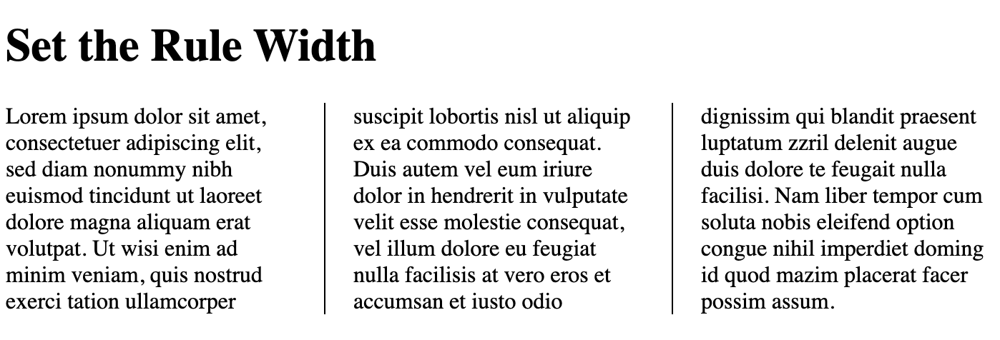 Set the Rule Width
Lorem ipsum dolor sit amet,
consectetuer adipiscing elit,
sed diam nonummy nibh
euismod tincidunt ut laoreet
dolore magna aliquam erat
volutpat. Ut wisi enim ad
minim veniam, quis nostrud
exerci tation ullamcorper
suscipit lobortis nisl ut aliquip
ex ea commodo consequat.
Duis autem vel eum iriure
dolor in hendrerit in vulputate
velit esse molestie consequat,
vel illum dolore eu feugiat
nulla facilisis at vero eros et
accumsan et iusto odio
dignissim qui blandit praesent
luptatum zzril delenit augue
duis dolore te feugait nulla
facilisi. Nam liber tempor cum
soluta nobis eleifend option
congue nihil imperdiet doming
id quod mazim placerat facer
possim assum.